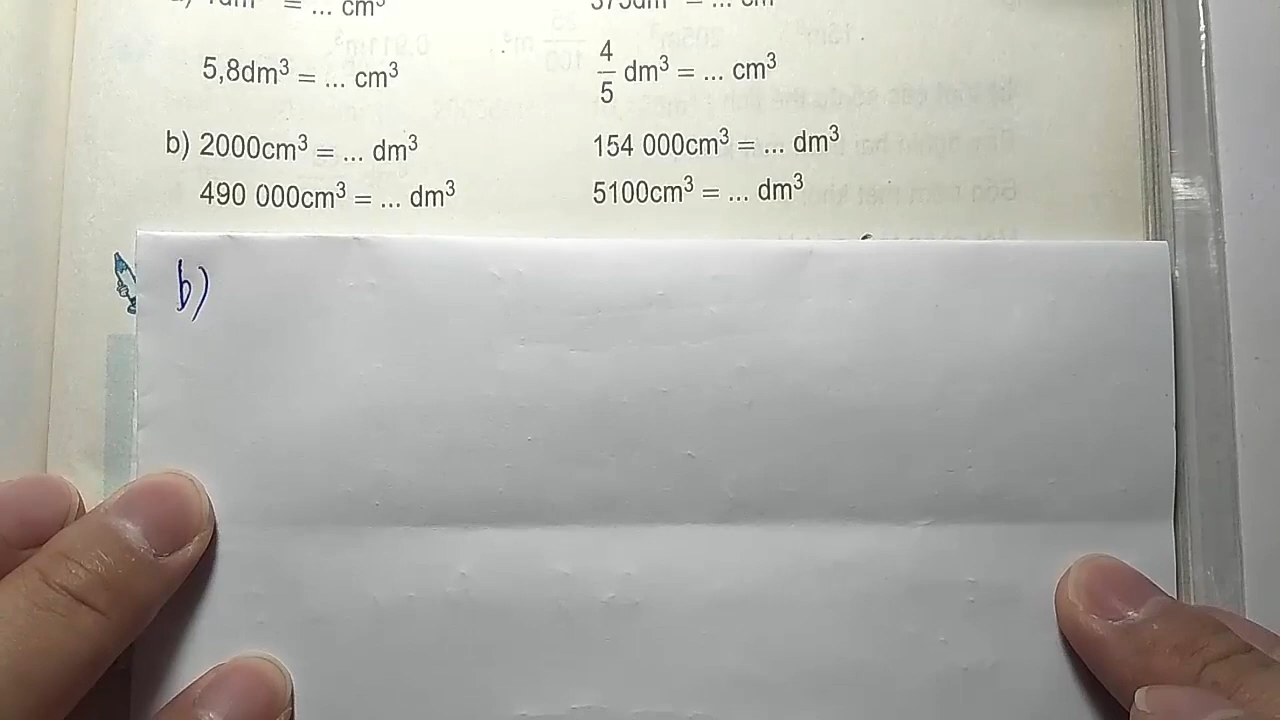 5,8dm³ = ... cm³
4/5 dm³ = ... cm³
b) 2000cm³ = ... dm³
154 000cm³ = ... dm³
490 000cm³ = ... dm³
5100cm³ = ... dm³
b)